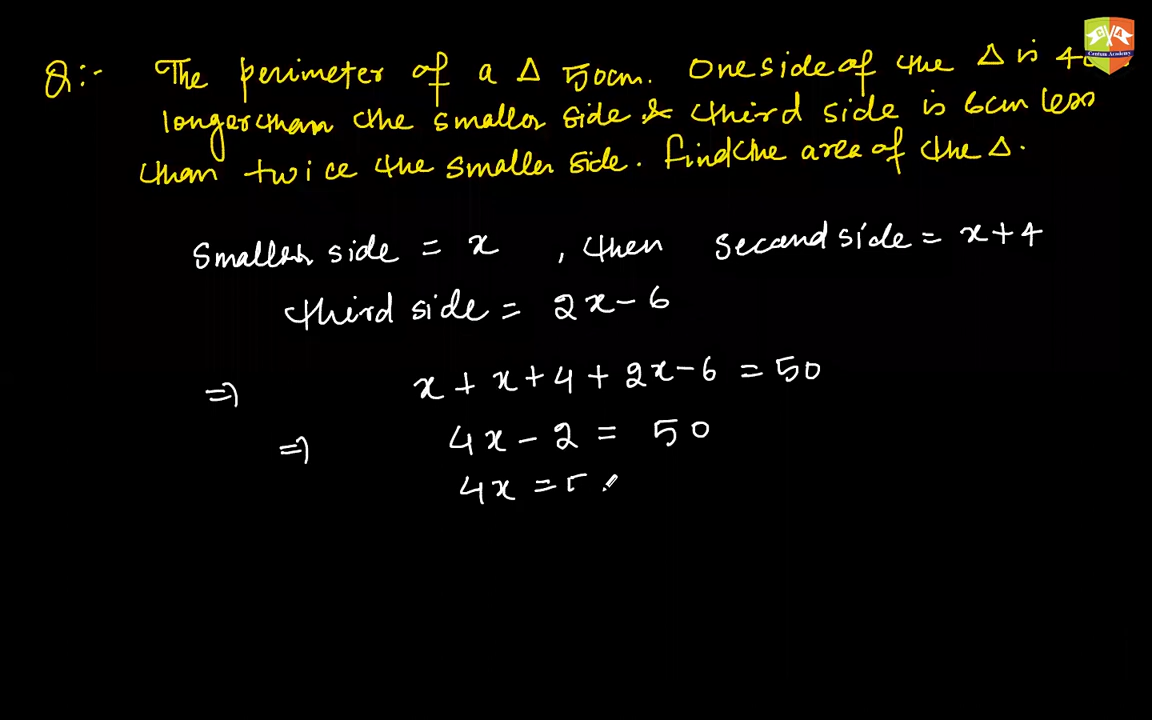 Q:- The perimeter of a Δ 50cm. One side of the Δ is 4
longer than the smaller side & third side is 6cm less
than twice the smaller side. Find the area of the Δ.
Smaller side = x , then second side = x+4
third side = 2x-6
⇒ x + x + 4 + 2x - 6 = 50
⇒ 4x - 2 = 50
4x = 5
Centum Academy